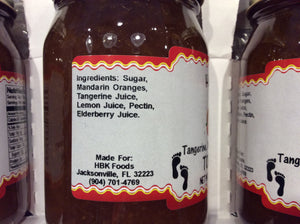 Ingredients: Sugar,
Mandarin Oranges,
Tangerine Juice,
Lemon Juice, Pectin,
Elderberry Juice.
Made For:
HBK Foods
Jacksonville, FL 32223
(904) 701-4769
Tangerine,